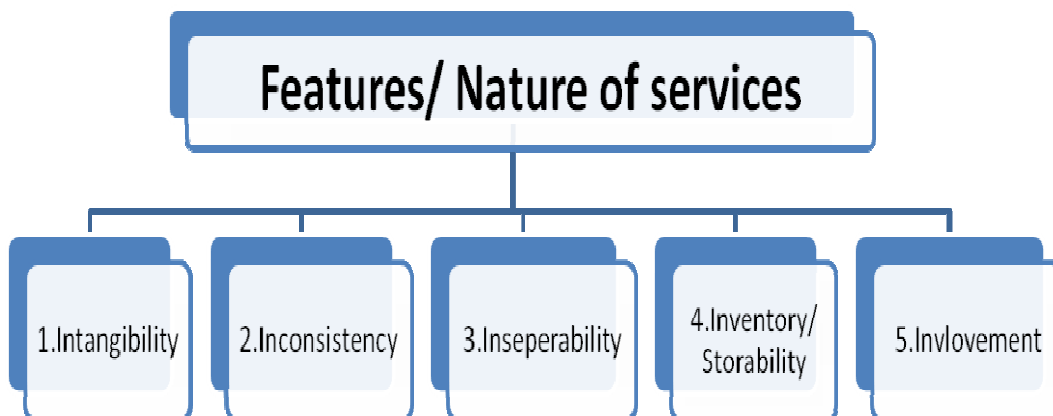 Features/ Nature of services
1.Intangibility
2.Inconsistency
3.Inseperability
4.Inventory/
Storability
5.Invlovement